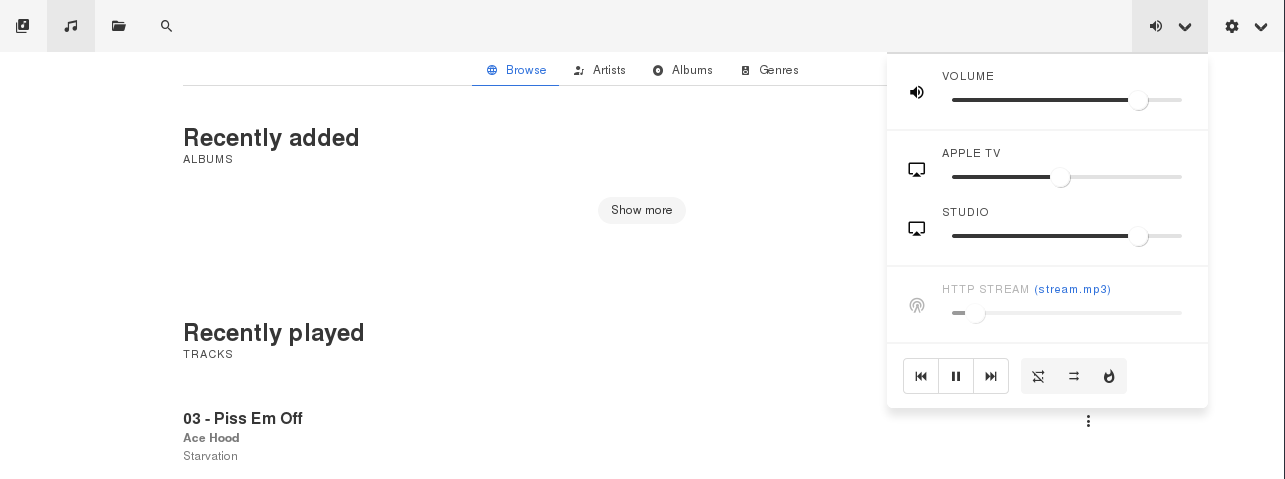 Browse
Artists
Albums
Genres
VOLUME
APPLE TV
STUDIO
HTTP STREAM (stream.mp3)
Recently added
ALBUMS
Show more
Recently played
TRACKS
03 - Piss Em Off
Ace Hood
Starvation